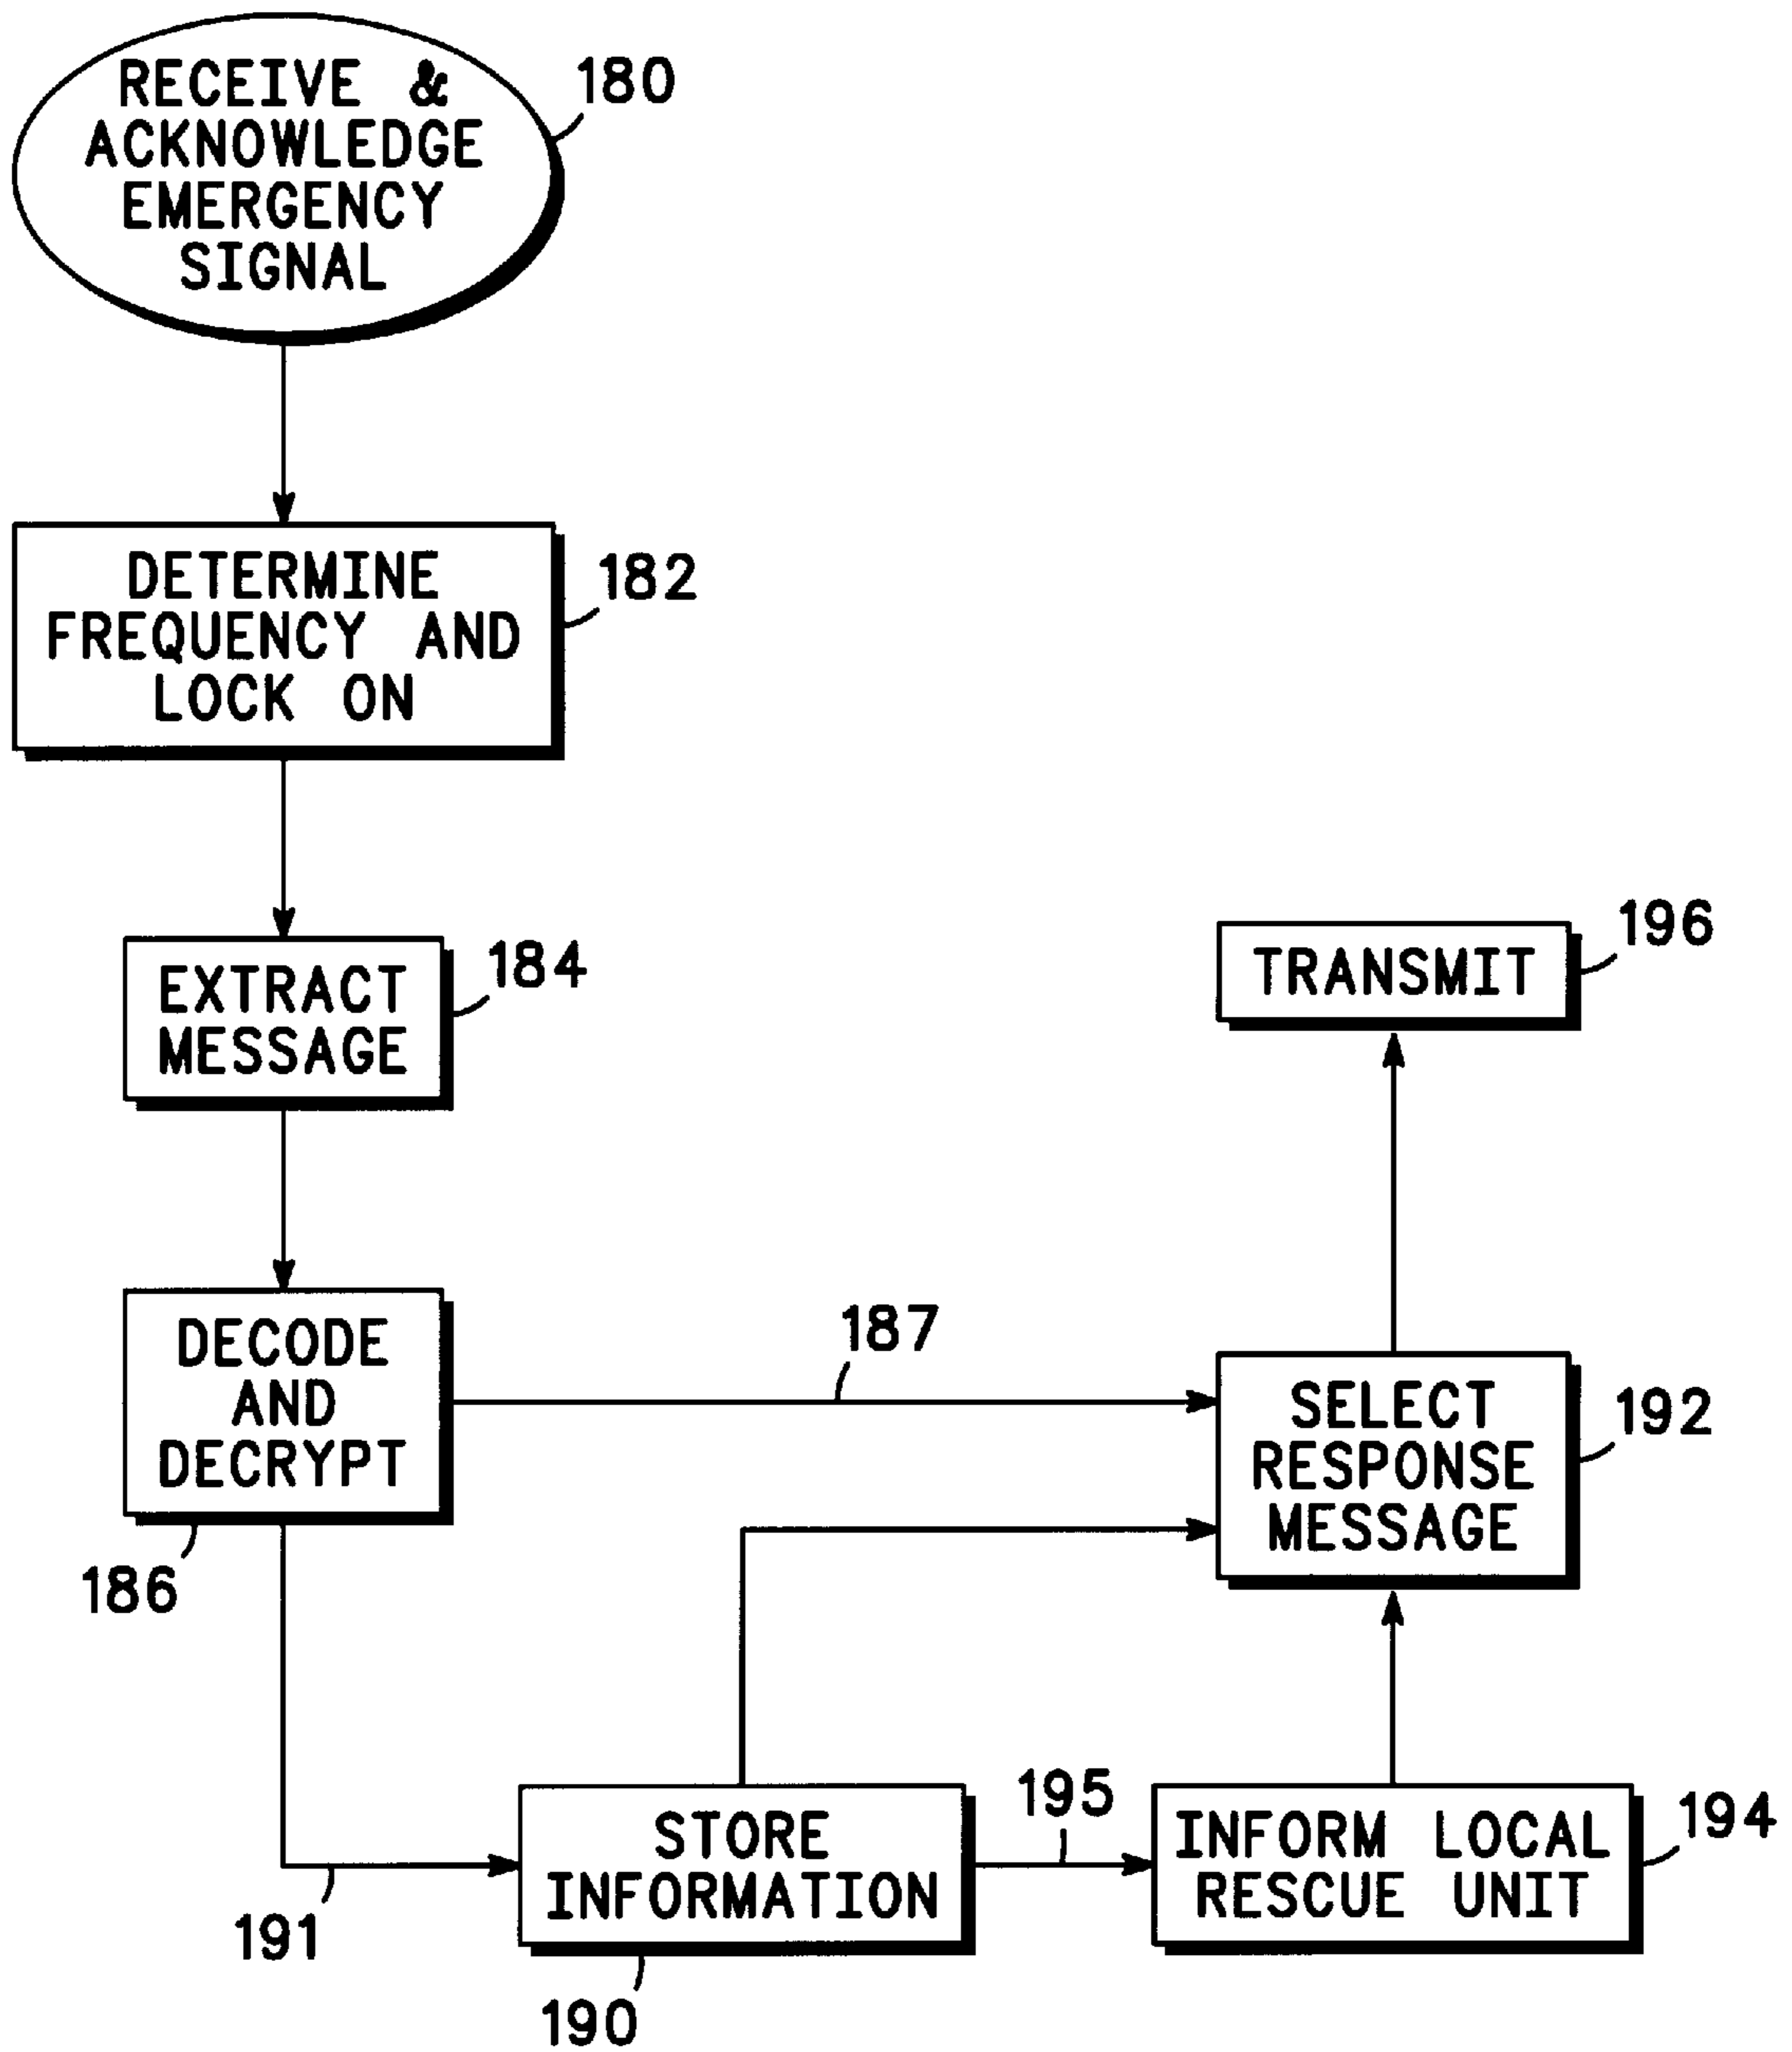 RECEIVE &
ACKNOWLEDGE
EMERGENCY
SIGNAL
180
DETERMINE
FREQUENCY AND
LOCK ON
182
EXTRACT
MESSAGE
184
TRANSMIT
196
DECODE
AND
DECRYPT
186
187
SELECT
RESPONSE
MESSAGE
192
191
STORE
INFORMATION
190
195
INFORM LOCAL
RESCUE UNIT
194